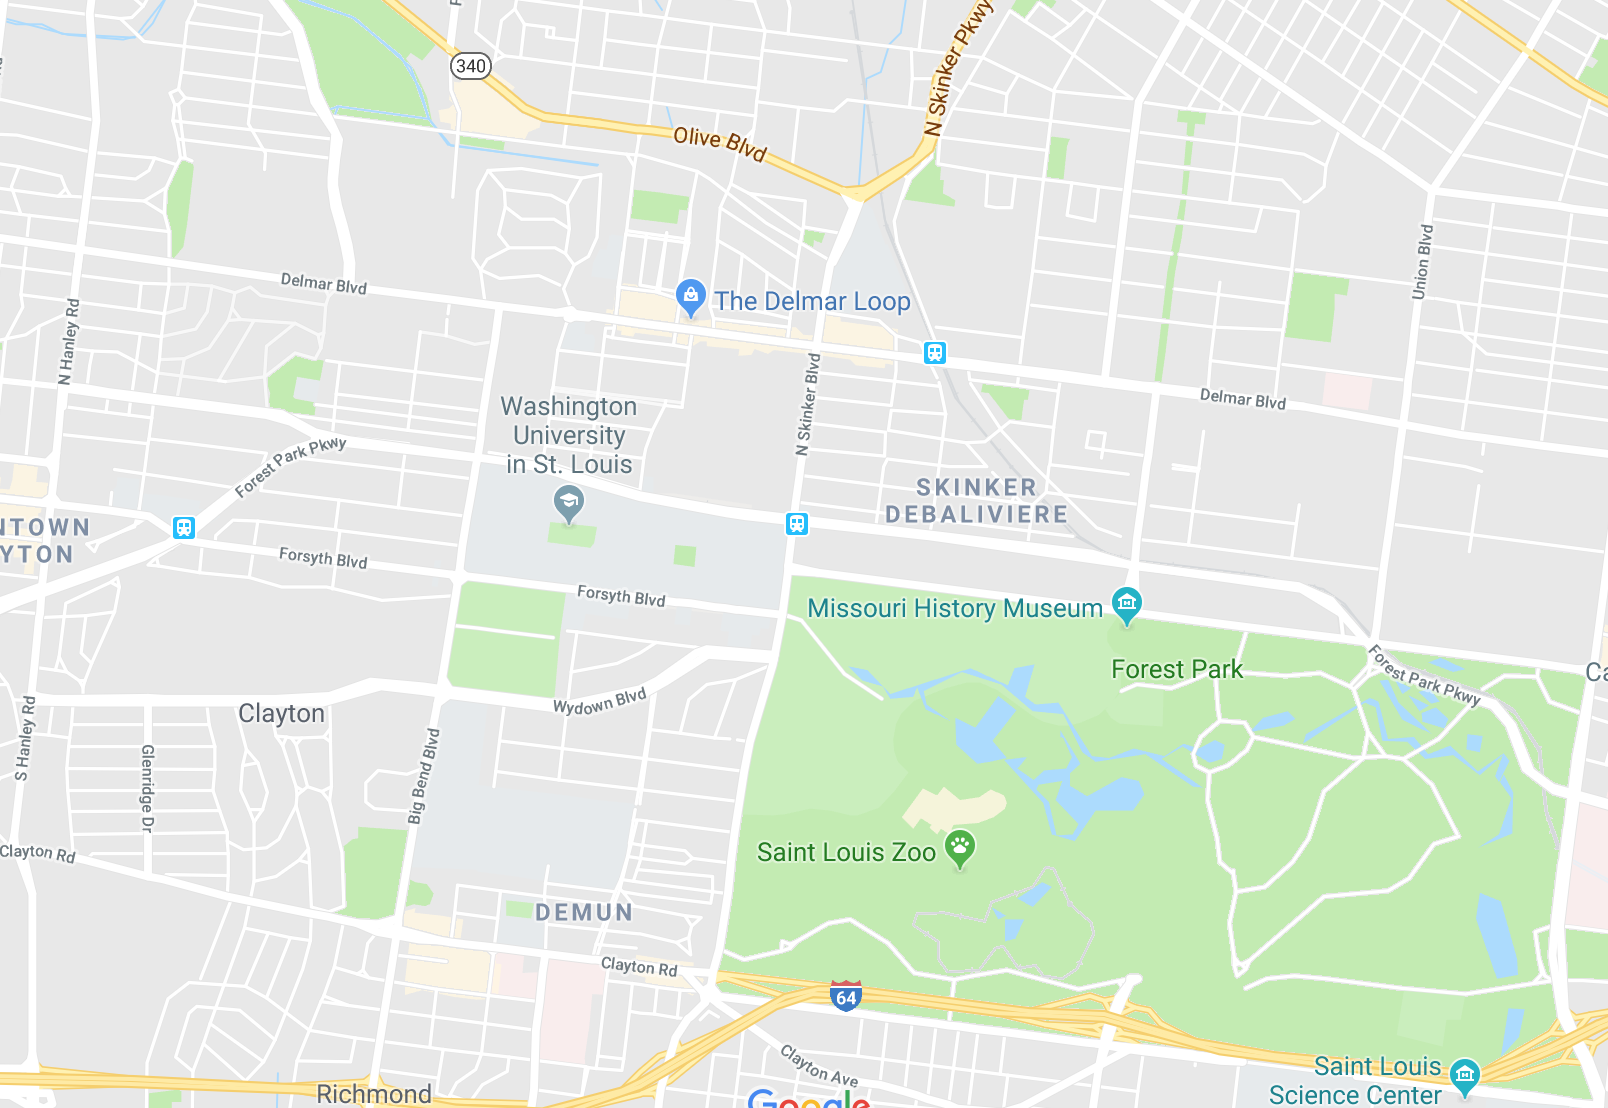 340
Olive Blvd
N Skinker Pkwy
Union Blvd
Delmar Blvd
The Delmar Loop
N Hanley Rd
N Skinker Blvd
Delmar Blvd
Washington
University
in St. Louis
Forest Park Pkwy
SKINKER
DEBALIVIERE
NTOWN
YTON
Forsyth Blvd
Forsyth Blvd
Missouri History Museum
Forest Park
Forest Park Pkwy
Ca
Wydown Blvd
Clayton
S Hanley Rd
Glenridge Dr
Big Bend Blvd
Clayton Rd
Saint Louis Zoo
DEMUN
Clayton Rd
64
Clayton Ave
Saint Louis
Science Center
Richmond
Google